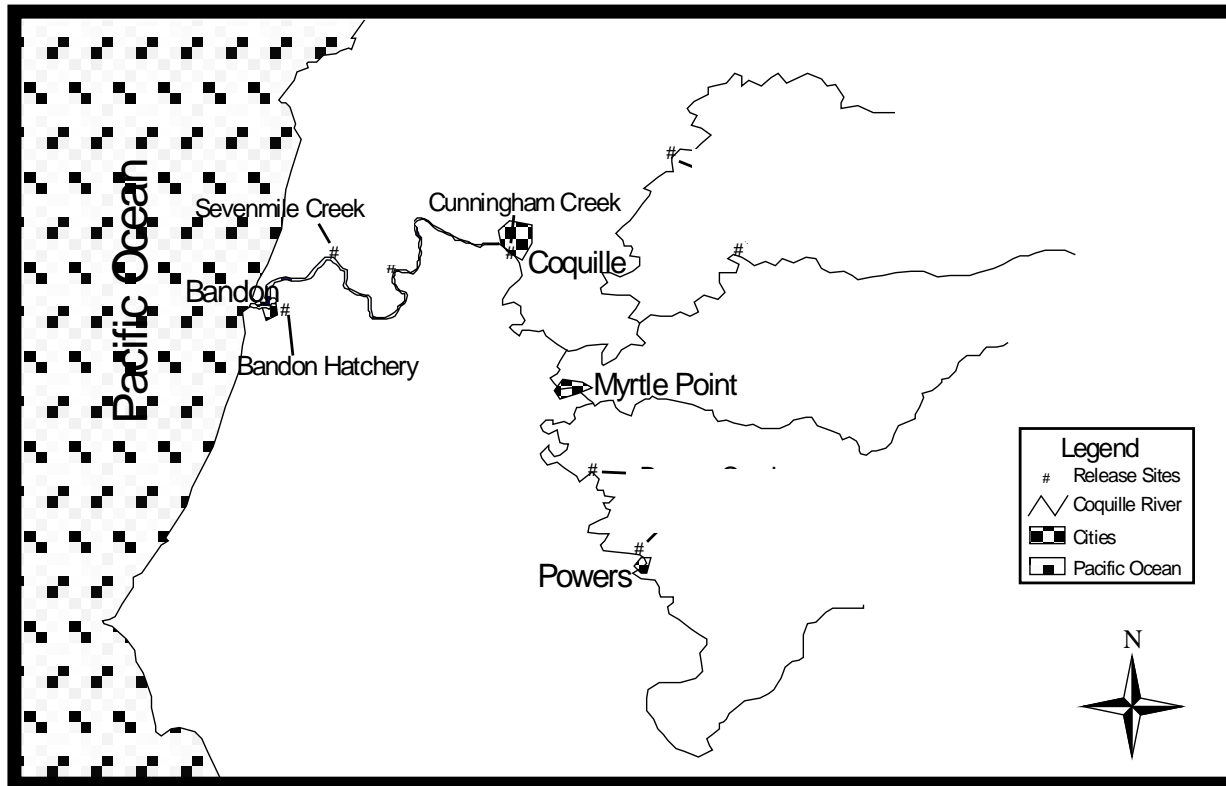 Pacific Ocean
Sevenmile Creek
Cunningham Creek
Coquille
Bandon
Bandon Hatchery
Myrtle Point
Powers
Legend
# Release Sites
Coquille River
Cities
Pacific Ocean
N
#
#
#
#
#
#
#
#